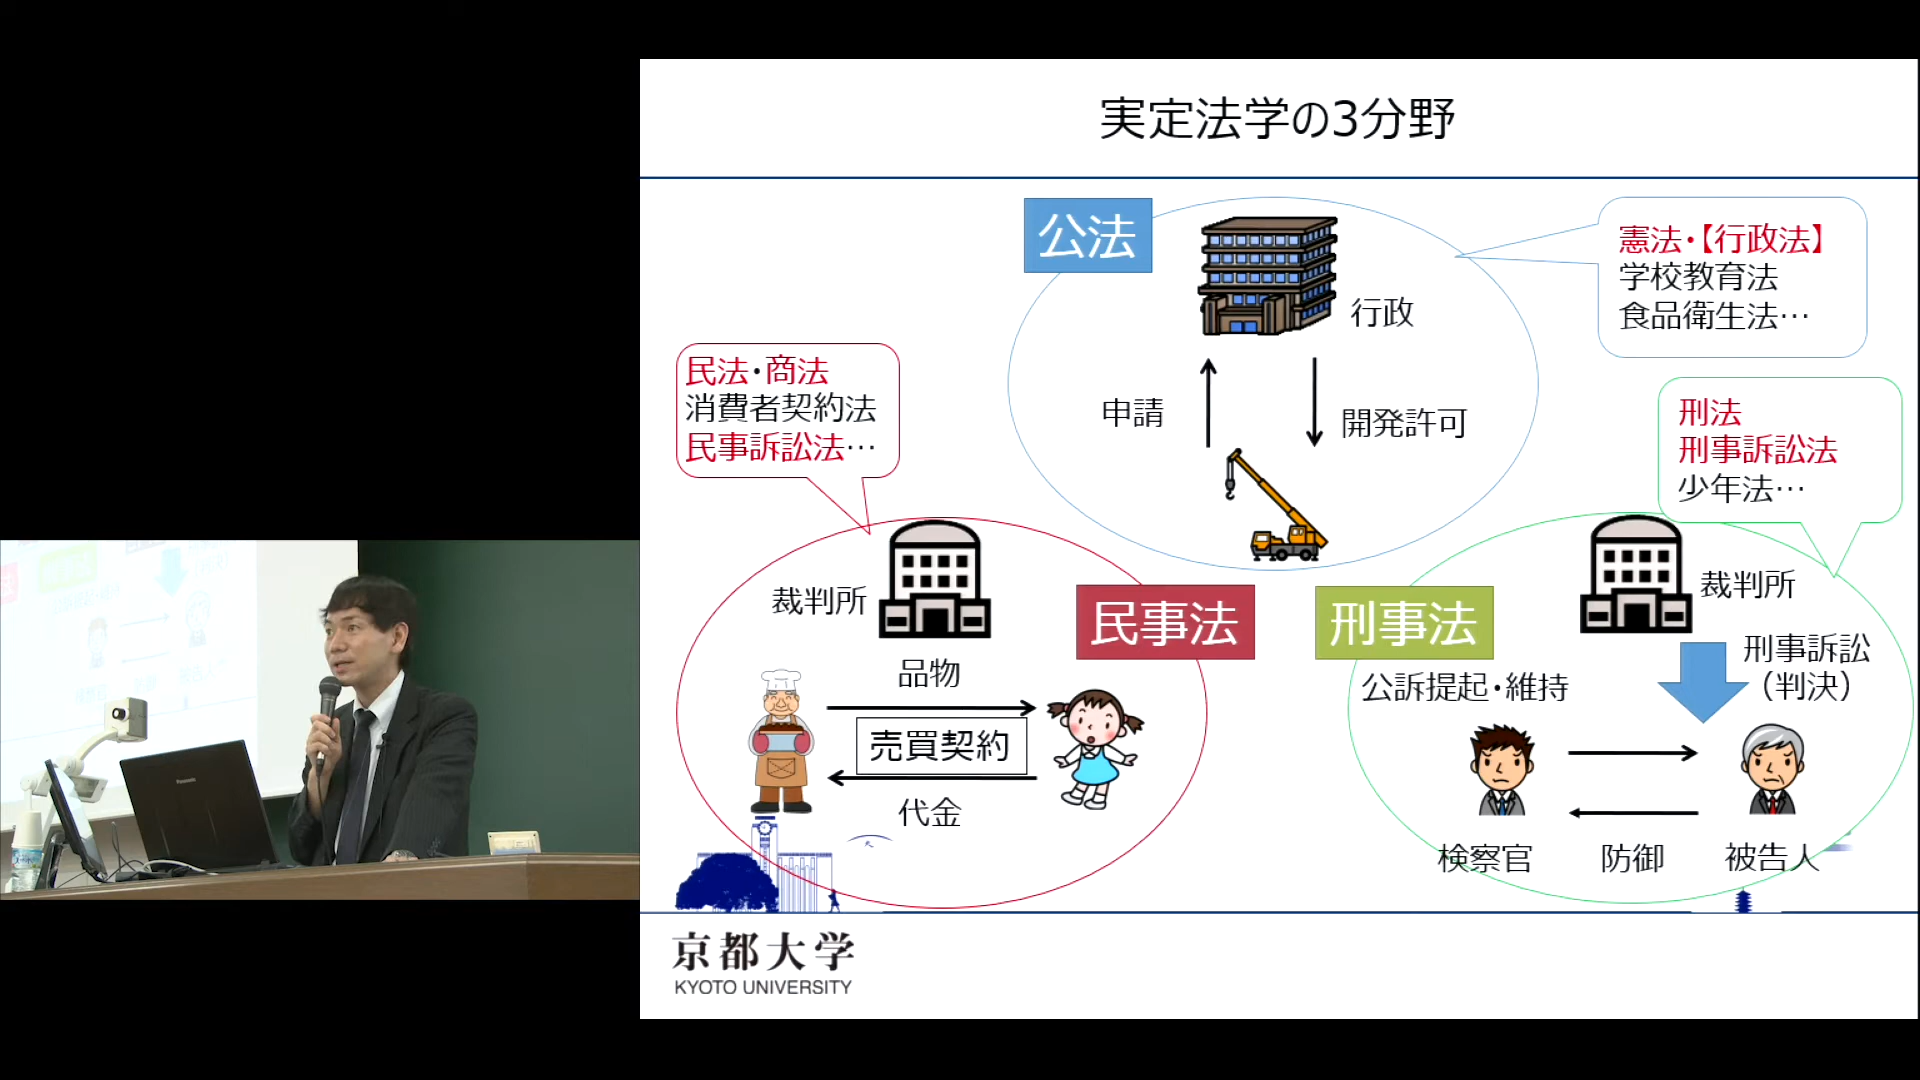 実定法学の3分野
公法
行政
申請
開発許可
憲法・【行政法】
学校教育法
食品衛生法…
民法・商法
消費者契約法
民事訴訟法…
刑法
刑事訴訟法
少年法…
裁判所
民事法
品物
売買契約
代金
刑事法
裁判所
刑事訴訟
（判決）
公訴提起・維持
検察官
防御
被告人
京都大学
KYOTO UNIVERSITY
Panasonic